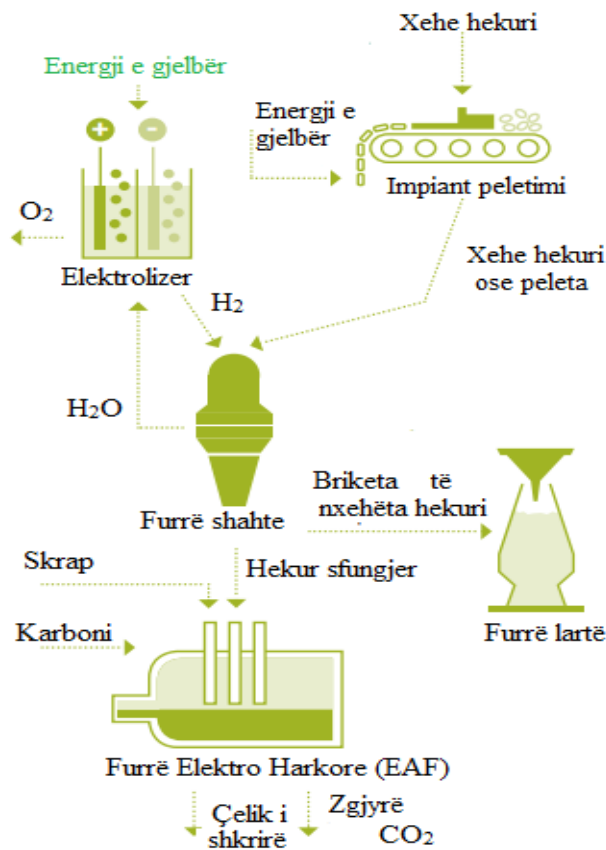 Xehe hekuri
Energji e gjelbër
Energji e
gjelbër
+
-
Impiant peletimi
O₂
Elektrolizer
Xehe hekuri
ose peleta
H₂
H₂O
Briketa të
nxehëta hekuri
Furrë shahte
Skrap
Hekur sfungjer
Karboni
Furrë lartë
Furrë Elektro Harkore (EAF)
Çelik i
shkrirë
Zgjyrë
CO₂